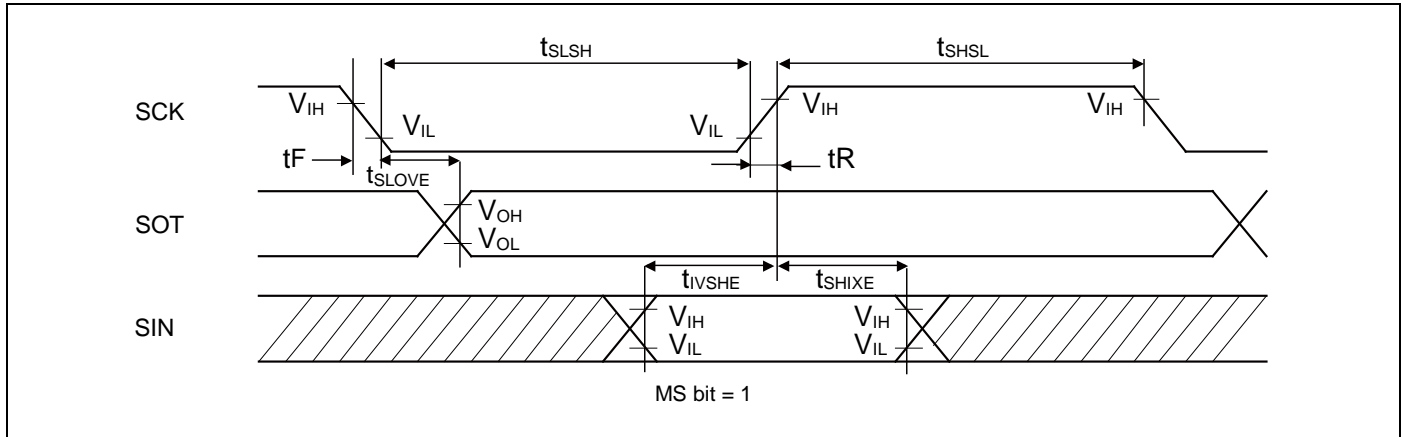 tSLSH
tSHSL
SCK
VIH
VIL
VIL
VIH
VIH
tF
tSLOVE
tR
SOT
VOH
VOL
tIVSHE
tSHIXE
SIN
VIH
VIL
VIH
VIL
MS bit = 1